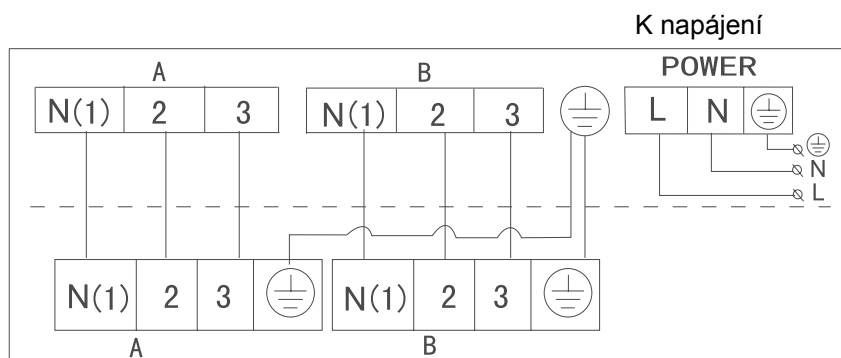 K napájení
A B POWER
N(1) 2 3 N(1) 2 3 L N
N
L
N(1) 2 3 N(1) 2 3
A B